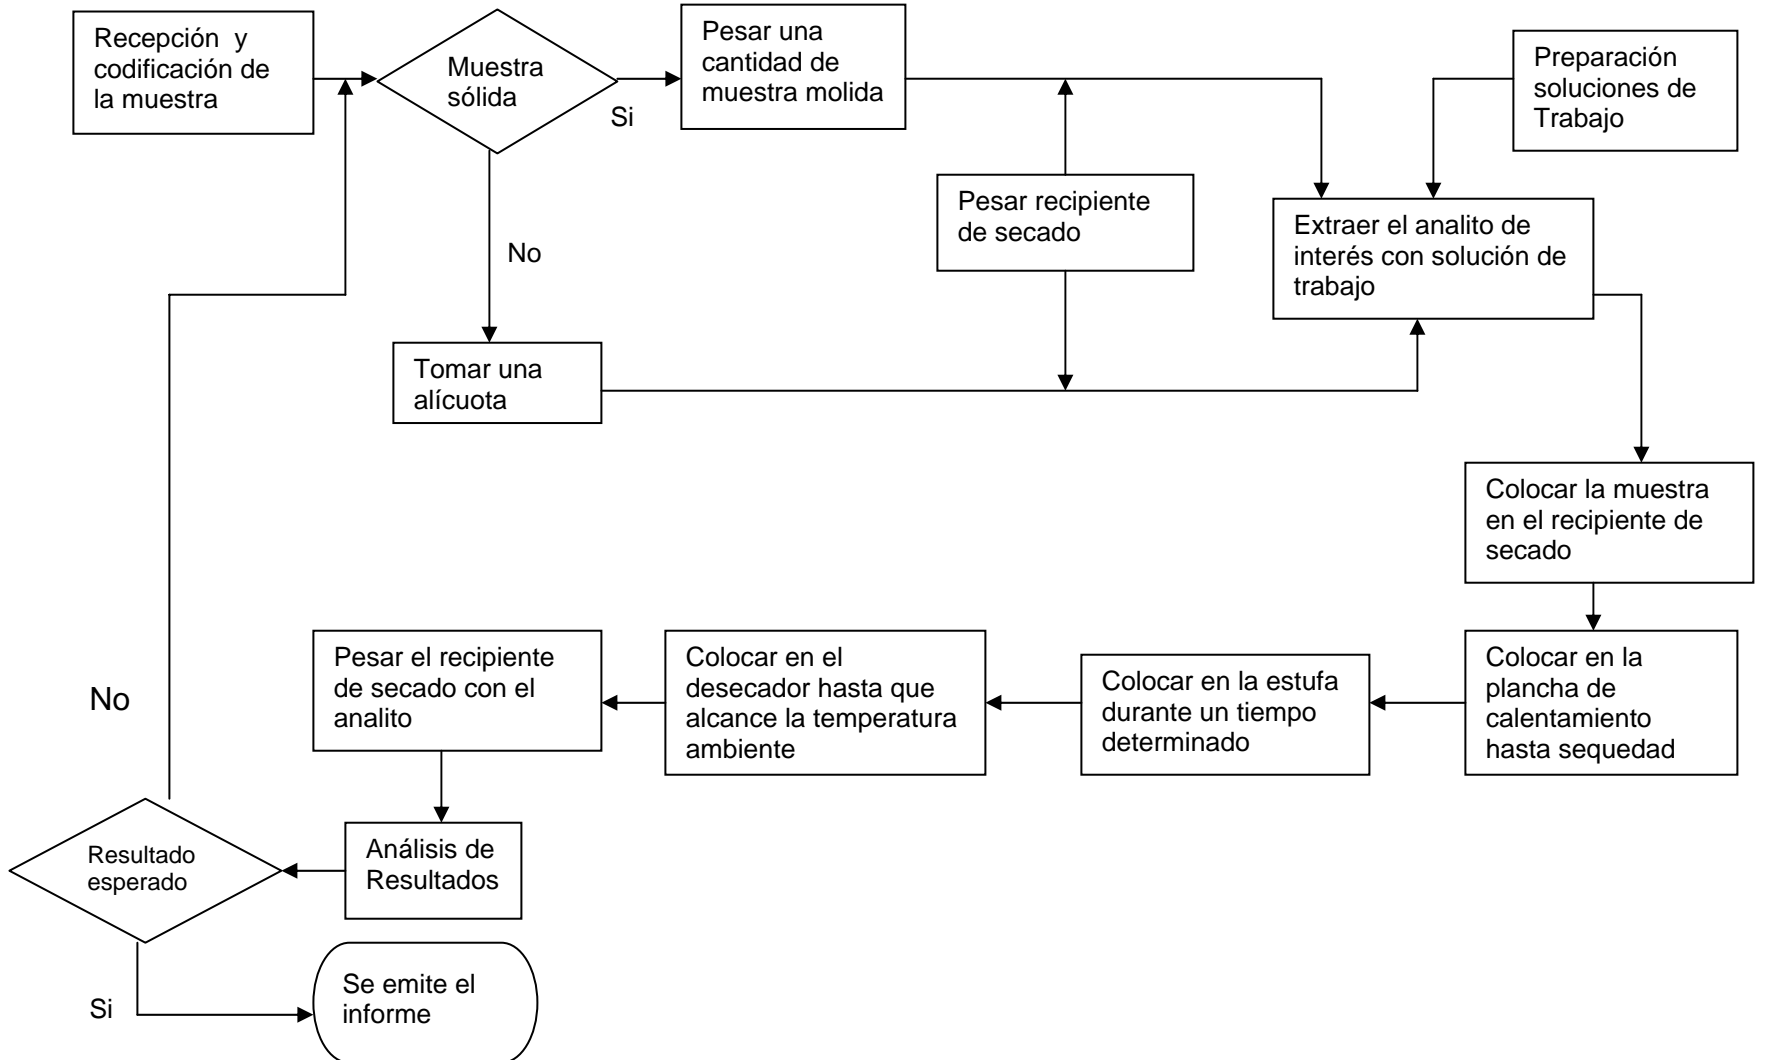 Recepción y
codificación de
la muestra
Muestra
sólida
Si
No
Pesar una
cantidad de
muestra molida
Preparación
soluciones de
Trabajo
Pesar recipiente
de secado
Extraer el analito de
interés con solución de
trabajo
Tomar una
alícuota
Colocar la muestra
en el recipiente de
secado
Colocar en la
plancha de
calentamiento
hasta sequedad
Colocar en la estufa
durante un tiempo
determinado
Colocar en el
desecador hasta que
alcance la temperatura
ambiente
Pesar el recipiente
de secado con el
analito
Análisis de
Resultados
Resultado
esperado
No
Si
Se emite el
informe